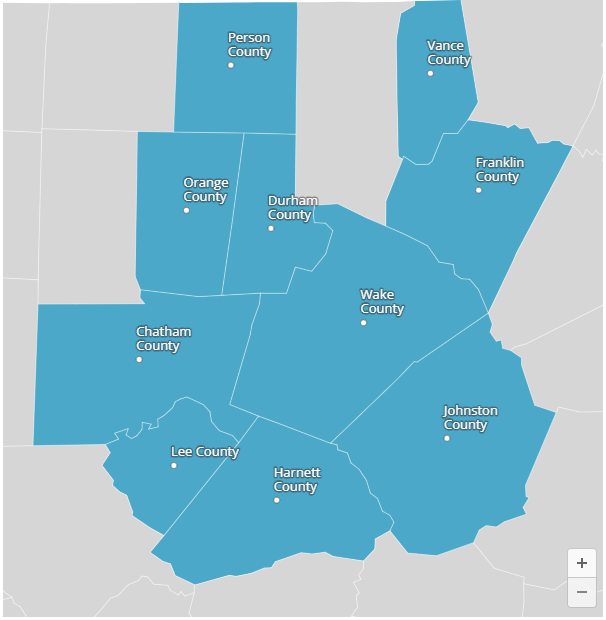 Person
County
Vance
County
Franklin
County
Orange
County
Durham
County
Wake
County
Chatham
County
Johnston
County
Lee County
Harnett
County
+
−